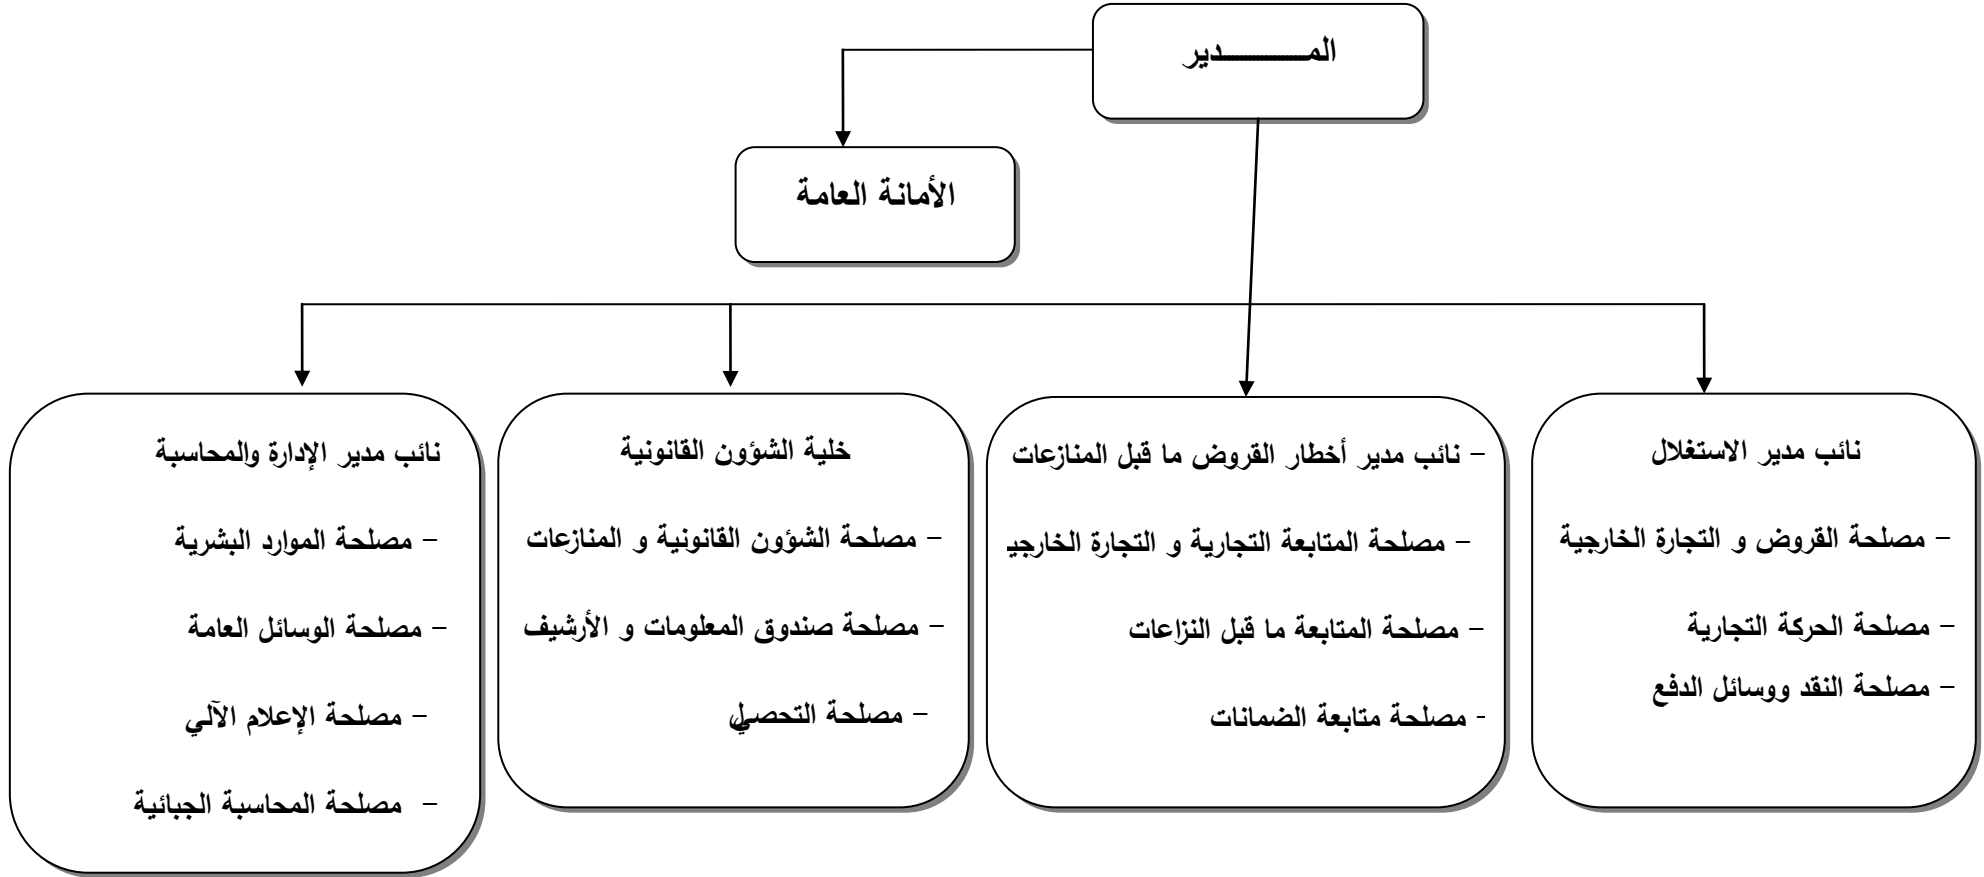 المـــــــــدير
الأمانة العامة
نائب مدير الاستغلال
– مصلحة القروض و التجارة الخارجية
– مصلحة الحركة التجارية
– مصلحة النقد ووسائل الدفع
– نائب مدير أخطار القروض ما قبل المنازعات
– مصلحة المتابعة التجارية و التجارة الخارجي
– مصلحة المتابعة ما قبل النزاعات
- مصلحة متابعة الضمانات
خلية الشؤون القانونية
– مصلحة الشؤون القانونية و المنازعات
– مصلحة صندوق المعلومات و الأرشيف
– مصلحة التحصيل
نائب مدير الإدارة والمحاسبة
– مصلحة الموارد البشرية
– مصلحة الوسائل العامة
– مصلحة الإعلام الآلي
– مصلحة المحاسبة الجبائية